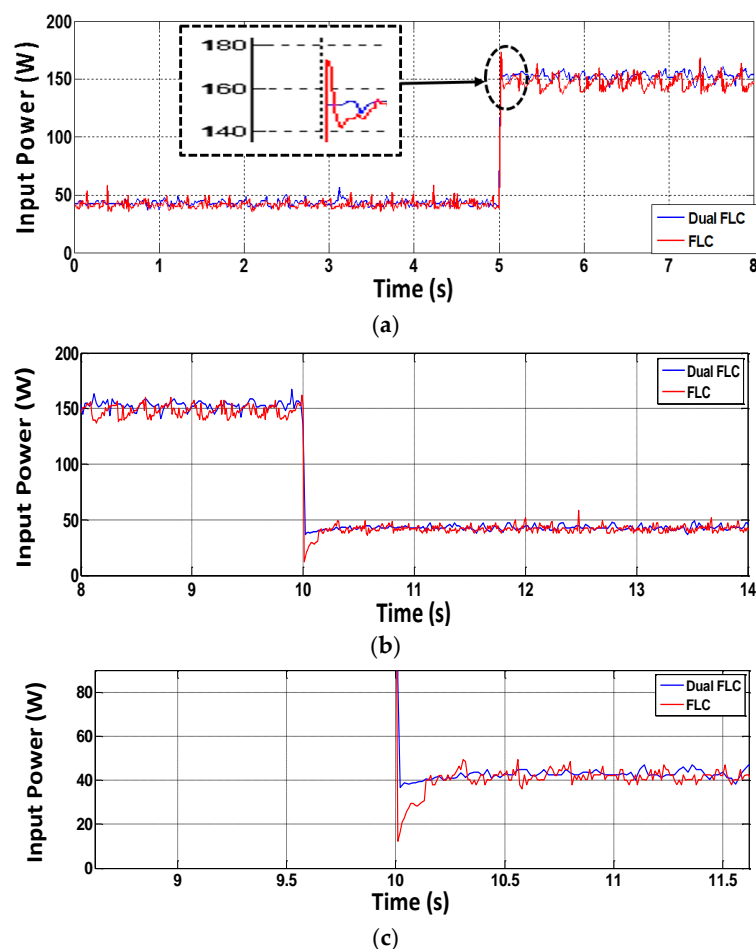 200
150
100
50
0
Input Power (W)
180
160
140
Dual FLC
FLC
0 1 2 3 4 5 6 7 8
Time (s)
(a)
200
150
100
50
0
Input Power (W)
Dual FLC
FLC
8 9 10 11 12 13 14
Time (s)
(b)
80
60
40
20
0
Input Power (W)
Dual FLC
FLC
9 9.5 10 10.5 11 11.5
Time (s)
(c)